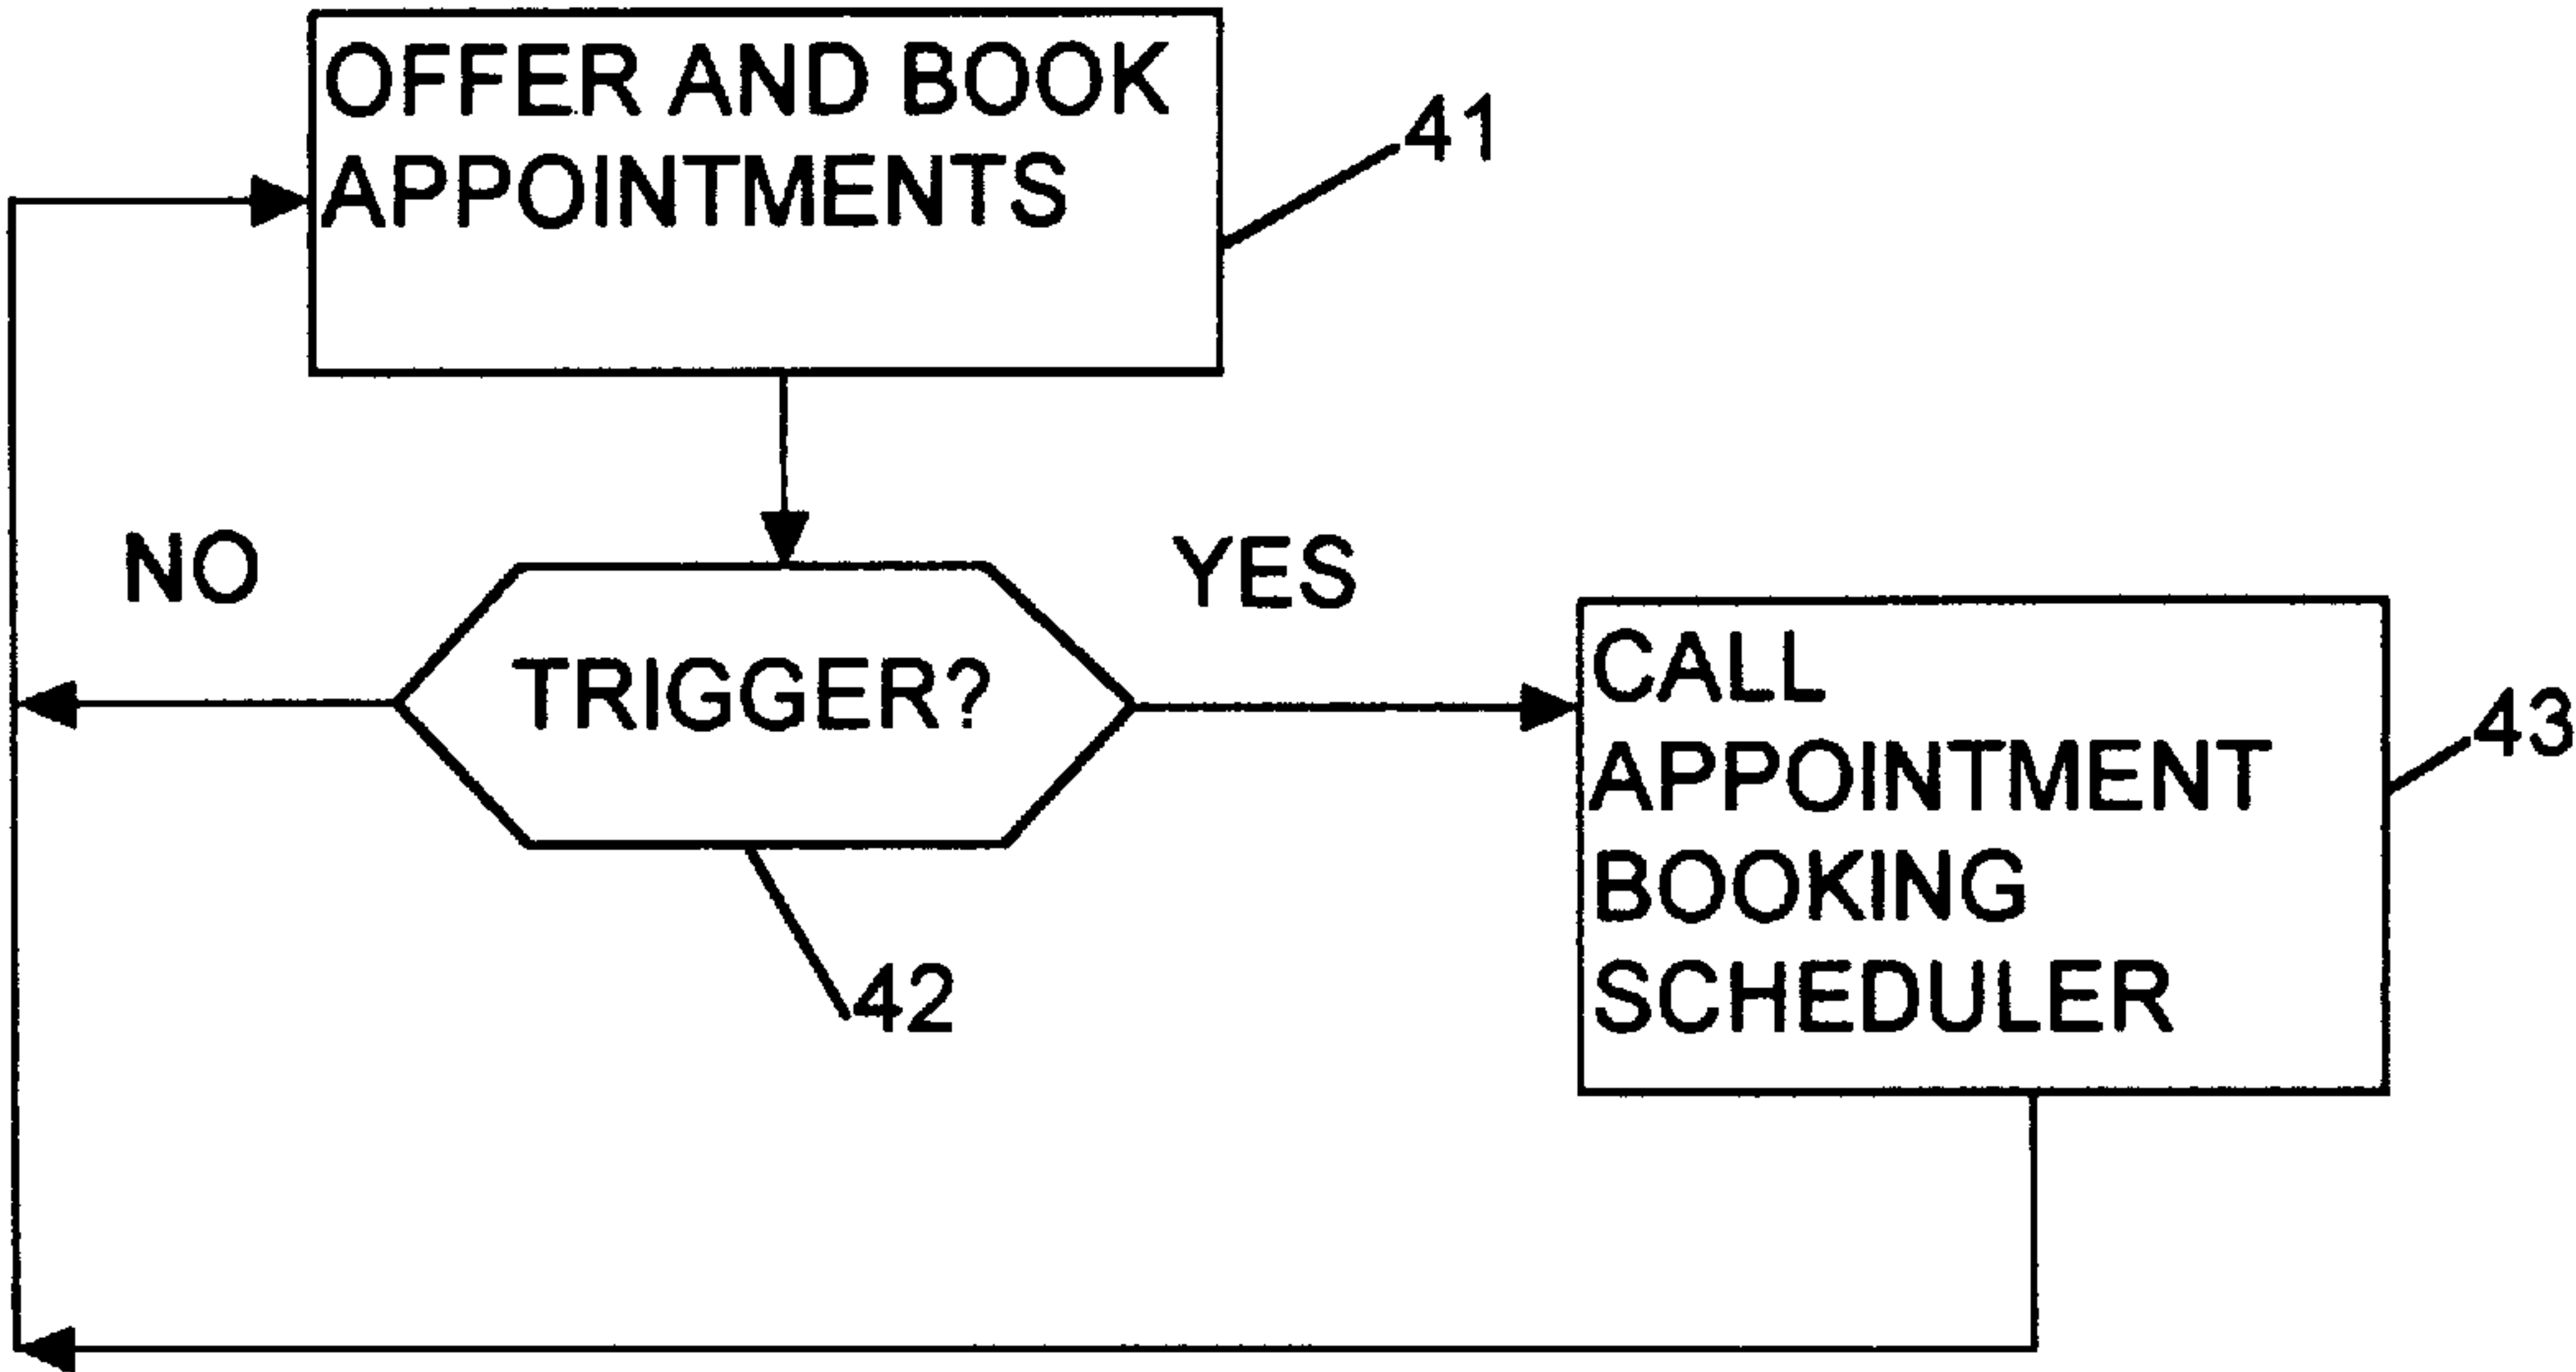 OFFER AND BOOK
APPOINTMENTS
41
NO
YES
TRIGGER?
42
CALL
APPOINTMENT
BOOKING
SCHEDULER
43